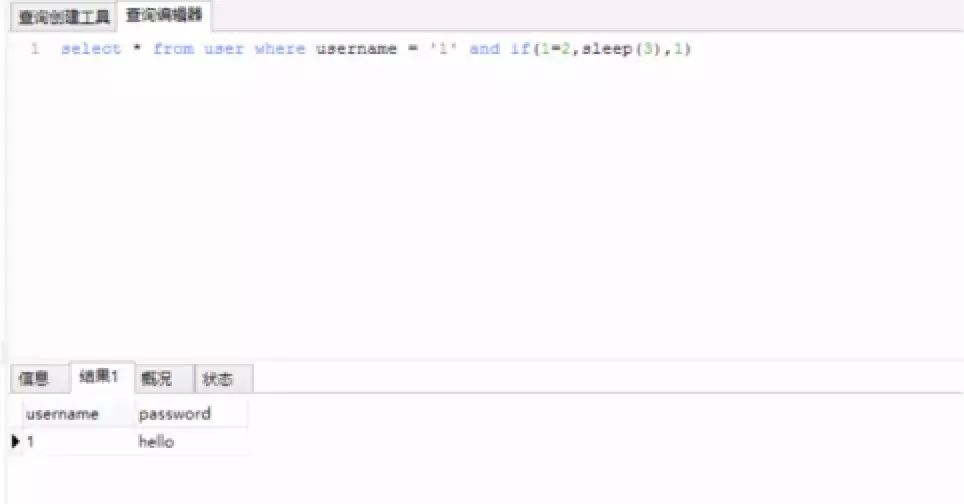 查询创建工具 查询编辑器
1 select * from user where username = '1' and if(1=2,sleep(3),1)
信息 结果1 概况 状态
username password
1 hello